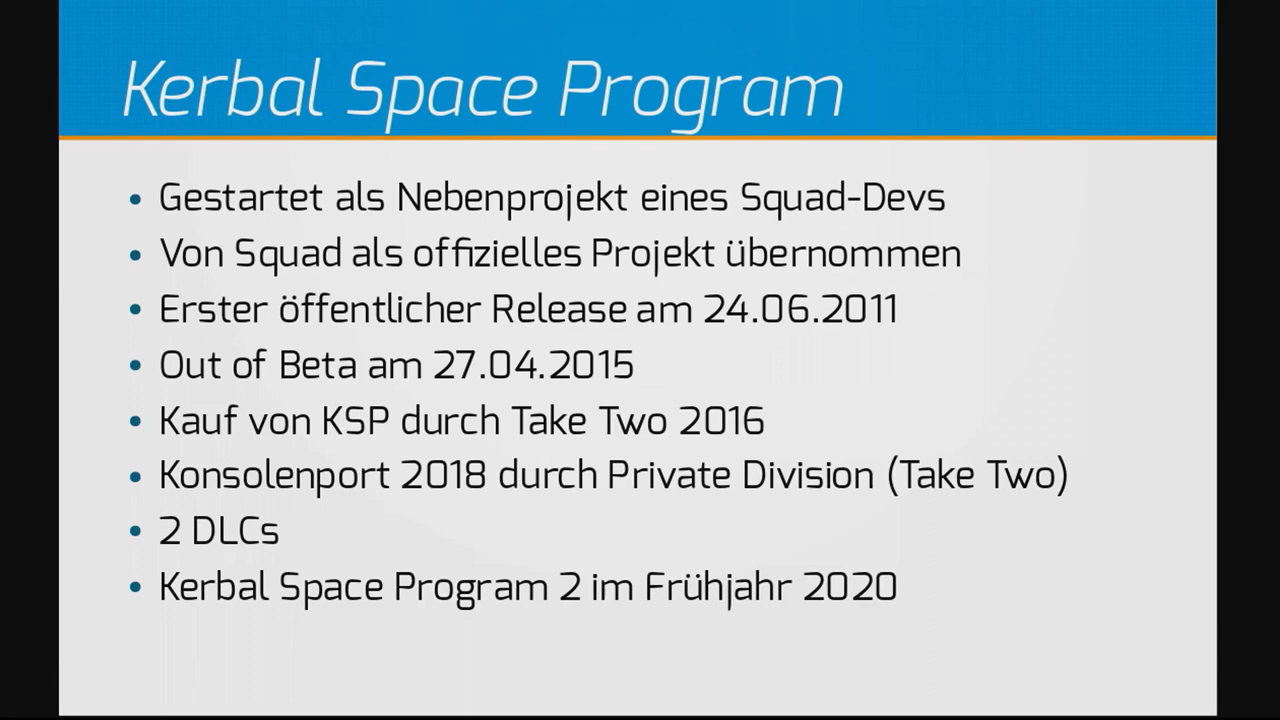 Kerbal Space Program
• Gestartet als Nebenprojekt eines Squad-Devs
• Von Squad als offizielles Projekt übernommen
• Erster öffentlicher Release am 24.06.2011
• Out of Beta am 27.04.2015
• Kauf von KSP durch Take Two 2016
• Konsolenport 2018 durch Private Division (Take Two)
• 2 DLCs
• Kerbal Space Program 2 im Frühjahr 2020